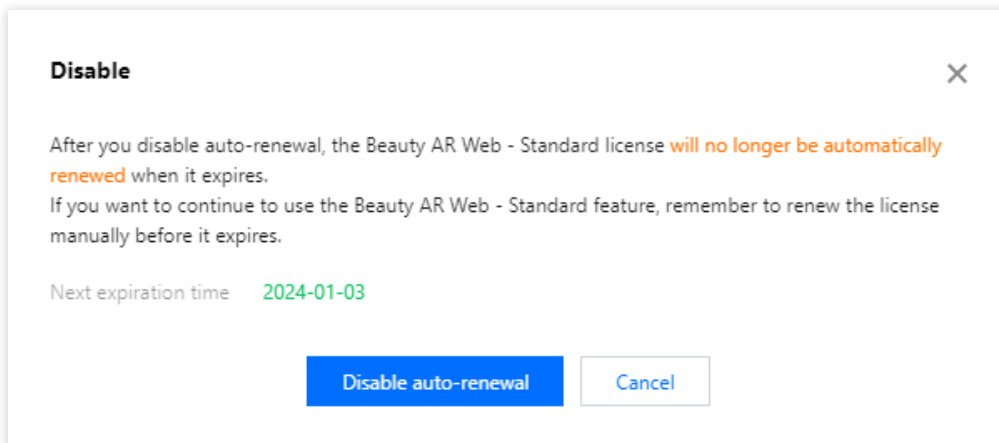 Disable
After you disable auto-renewal, the Beauty AR Web - Standard license will no longer be automatically
renewed when it expires.
If you want to continue to use the Beauty AR Web - Standard feature, remember to renew the license
manually before it expires.
Next expiration time 2024-01-03
Disable auto-renewal Cancel